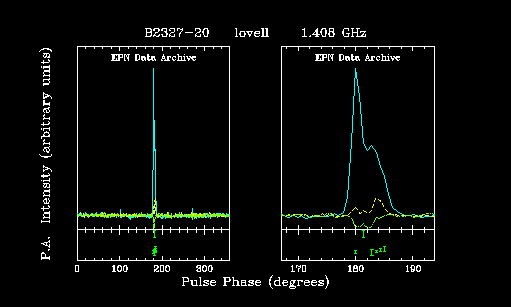 B2327-20 lovell 1.408 GHz
EPN Data Archive EPN Data Archive
P.A. Intensity (arbitrary units)
0 100 200 300 170 180 190
Pulse Phase (degrees)